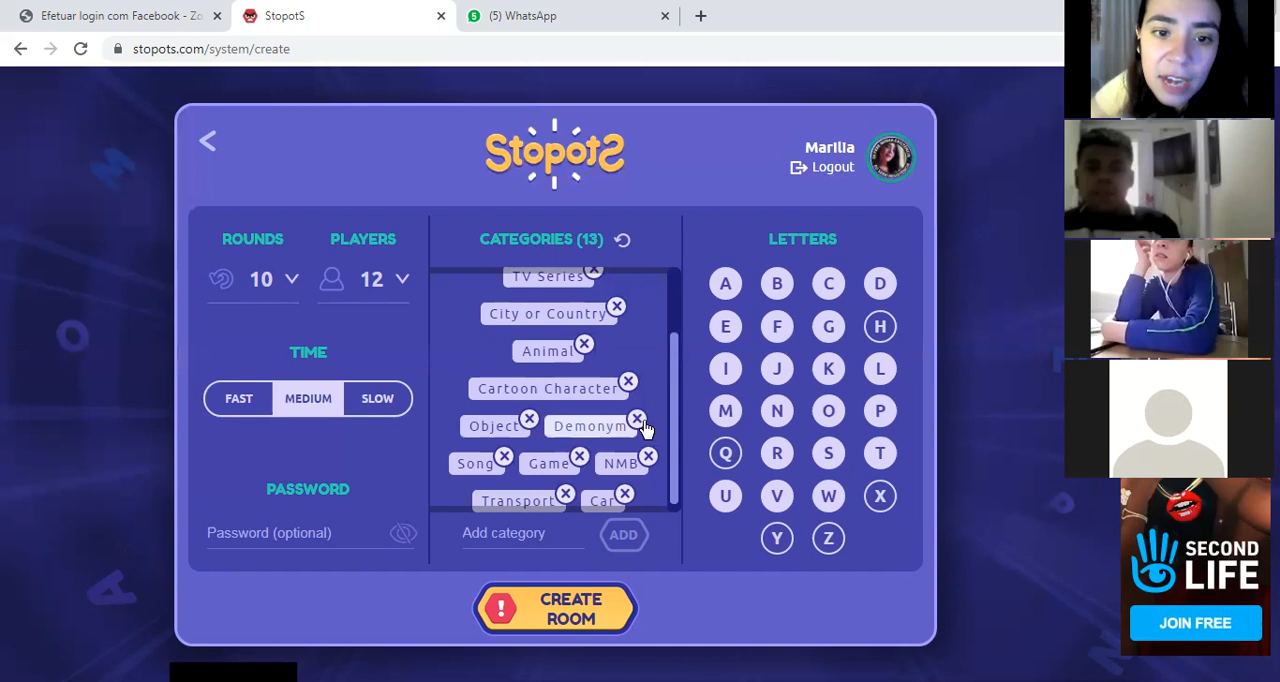 Efuetuar login com Facebook - Zo
StopotS
(5) WhatsApp
stopots.com/system/create
StopotS
Marilia
Logout
ROUNDS
PLAYERS
10
12
TIME
FAST
MEDIUM
SLOW
PASSWORD
Password (optional)
CATEGORIES (13)
TV Series
City or Country
Animal
Cartoon Character
Object
Demonym
Song
Game
NMB
Transport
Car
Add category
ADD
LETTERS
A B C D
E F G H
I J K L
M N O P
Q R S T
U V W X
Y Z
! CREATE
ROOM
SECOND
LIFE
JOIN FREE